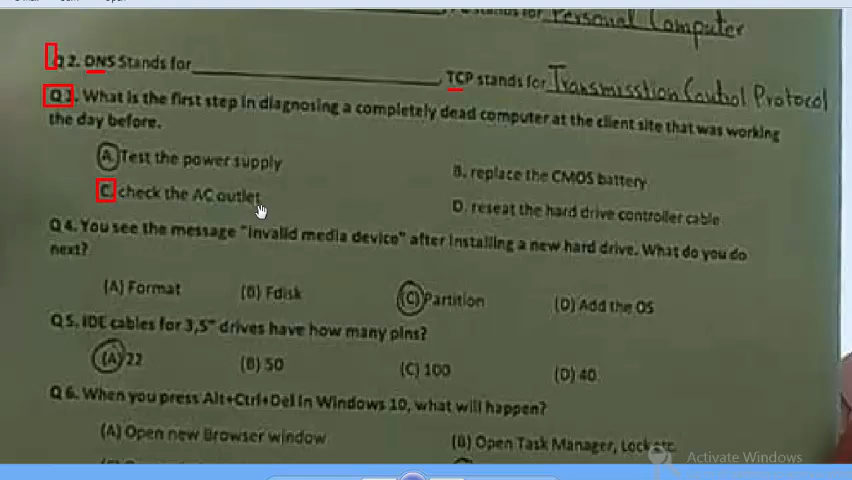 stands for Personal Computer
Q 2. DNS Stands for____________________ TCP stands for Transmisstion Control Protocol
Q 3. What is the first step in diagnosing a completely dead computer at the client site that was working
the day before.
A. Test the power supply B. replace the CMOS battery
C. check the AC outlet D. reseat the hard drive controller cable
Q 4. You see the message "Invalid media device" after installing a new hard drive. What do you do
next?
(A) Format (B) Fdisk (C) Partition (D) Add the OS
Q 5. IDE cables for 3,5" drives have how many pins?
(A) 22 (B) 50 (C) 100 (D) 40
Q 6. When you press Alt+Ctrl+Del in Windows 10, what will happen?
(A) Open new Browser window (B) Open Task Manager, Lock etc.
Activate Windows